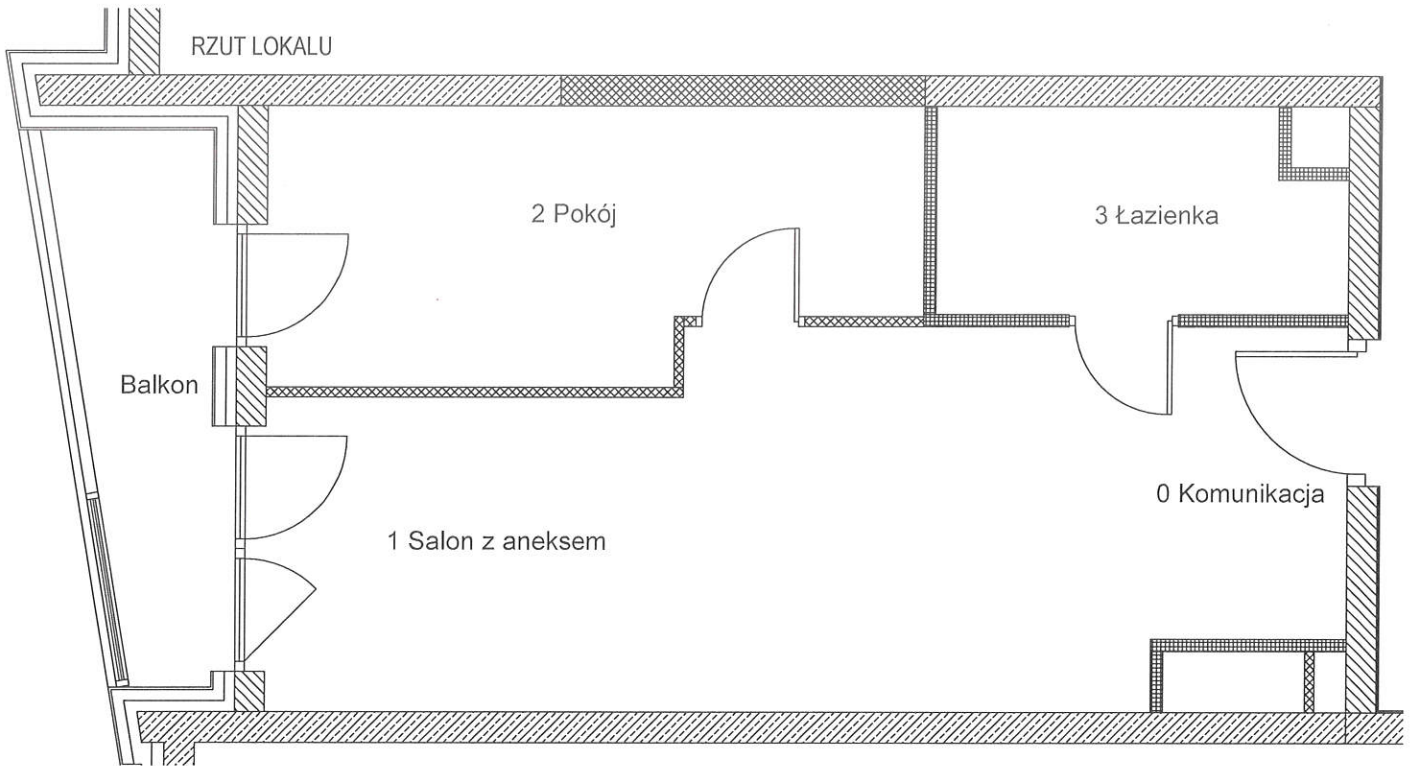 RZUT LOKALU
2 Pokój
3 Łazienka
Balkon
0 Komunikacja
1 Salon z aneksem